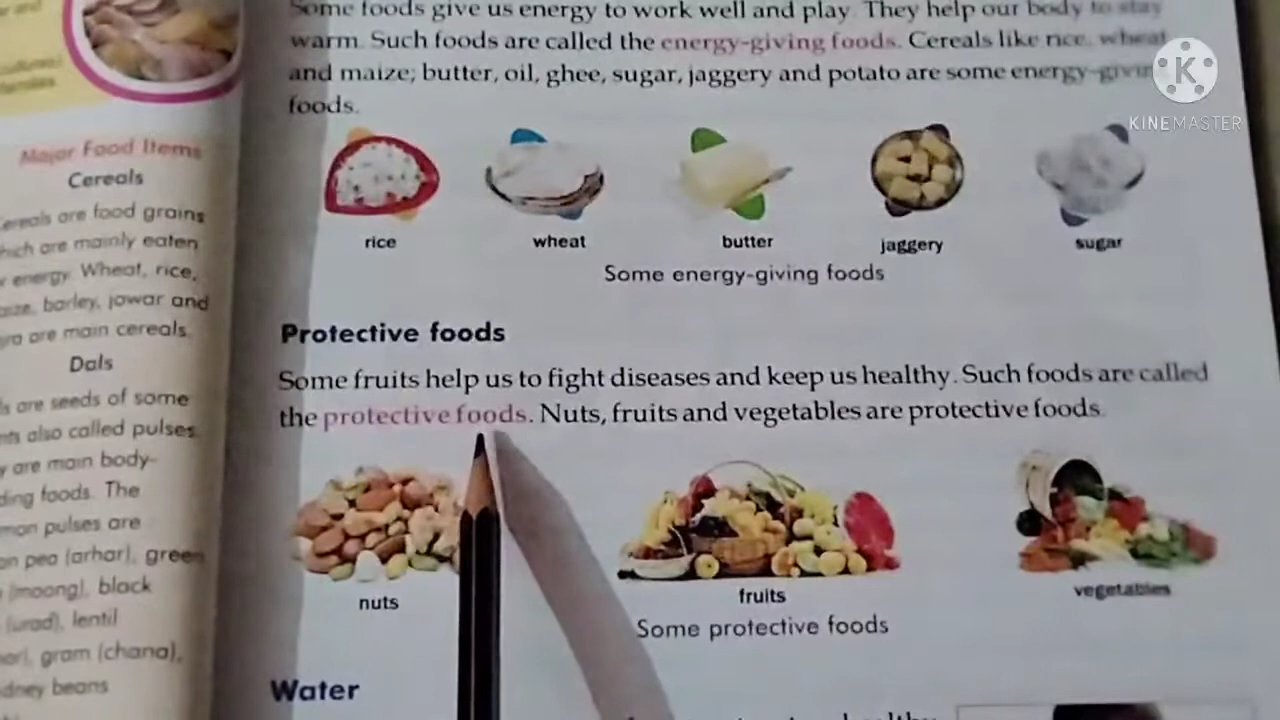 Some foods give us energy to work well and play. They help our body to stay
warm. Such foods are called the energy-giving foods. Cereals like rice, wheat
and maize; butter, oil, ghee, sugar, jaggery and potato are some energy-giving
foods.
KINEMASTER
rice
wheat
butter
jaggery
sugar
Some energy-giving foods
Protective foods
Some fruits help us to fight diseases and keep us healthy. Such foods are called
the protective foods. Nuts, fruits and vegetables are protective foods.
nuts
fruits
vegetables
Some protective foods
Water
Major Food Items
Cereals
Cereals are food grains
which are mainly eaten
energy. Wheat, rice,
barley, jowar and
are main cereals.
Dals
are seeds of some
also called pulses.
are main body-
foods. The
pulses are
pea (arhar), green
(moong), black
(urad), lentil
gram (chana),
beans